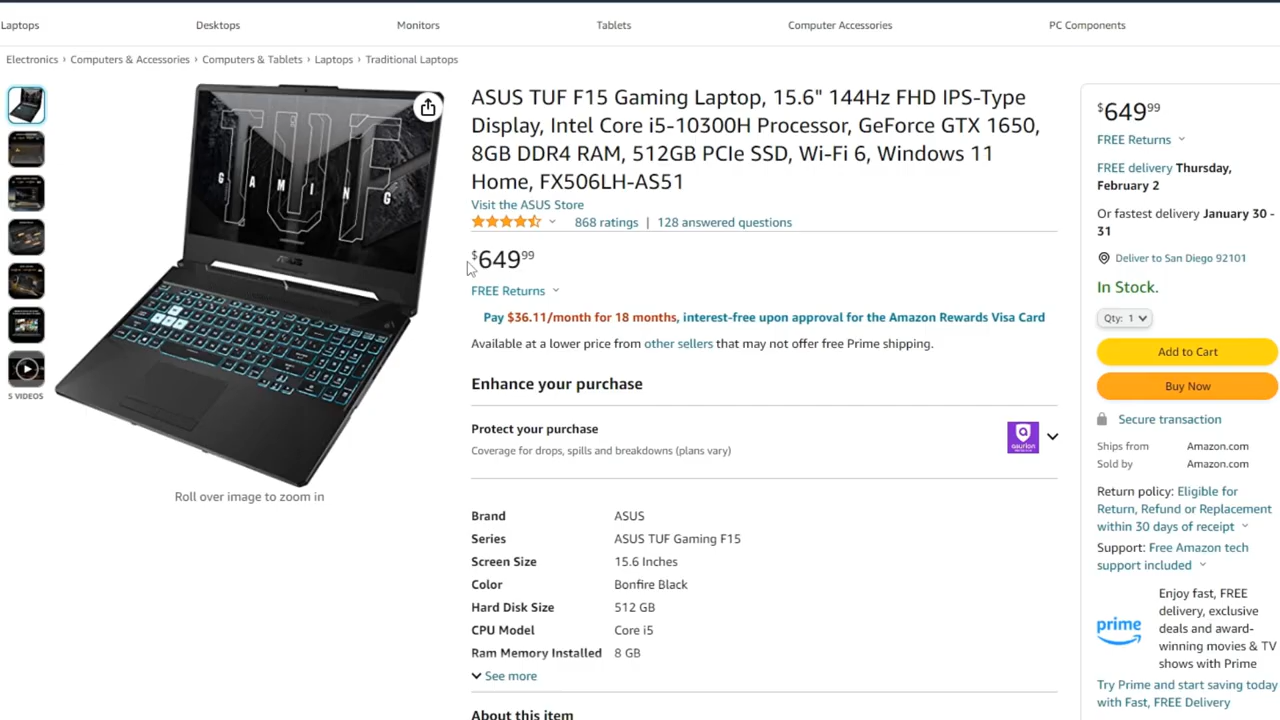 Laptops
Desktops
Monitors
Tablets
Computer Accessories
PC Components
Electronics › Computers & Accessories › Computers & Tablets › Laptops › Traditional Laptops
TUF
GAMING
ASUS
5 VIDEOS
Roll over image to zoom in
ASUS TUF F15 Gaming Laptop, 15.6" 144Hz FHD IPS-Type
Display, Intel Core i5-10300H Processor, GeForce GTX 1650,
8GB DDR4 RAM, 512GB PCIe SSD, Wi-Fi 6, Windows 11
Home, FX506LH-AS51
Visit the ASUS Store
868 ratings | 128 answered questions
$64999
FREE Returns
Pay $36.11/month for 18 months, interest-free upon approval for the Amazon Rewards Visa Card
Available at a lower price from other sellers that may not offer free Prime shipping.
Enhance your purchase
Protect your purchase
Coverage for drops, spills and breakdowns (plans vary)
asurion
Brand ASUS
Series ASUS TUF Gaming F15
Screen Size 15.6 Inches
Color Bonfire Black
Hard Disk Size 512 GB
CPU Model Core i5
Ram Memory Installed 8 GB
See more
About this item
$64999
FREE Returns
FREE delivery Thursday,
February 2
Or fastest delivery January 30 -
31
Deliver to San Diego 92101
In Stock.
Qty: 1
Add to Cart
Buy Now
Secure transaction
Ships from Amazon.com
Sold by Amazon.com
Return policy: Eligible for
Return, Refund or Replacement
within 30 days of receipt
Support: Free Amazon tech
support included
prime
Enjoy fast, FREE
delivery, exclusive
deals and award-
winning movies & TV
shows with Prime
Try Prime and start saving today
with Fast, FREE Delivery